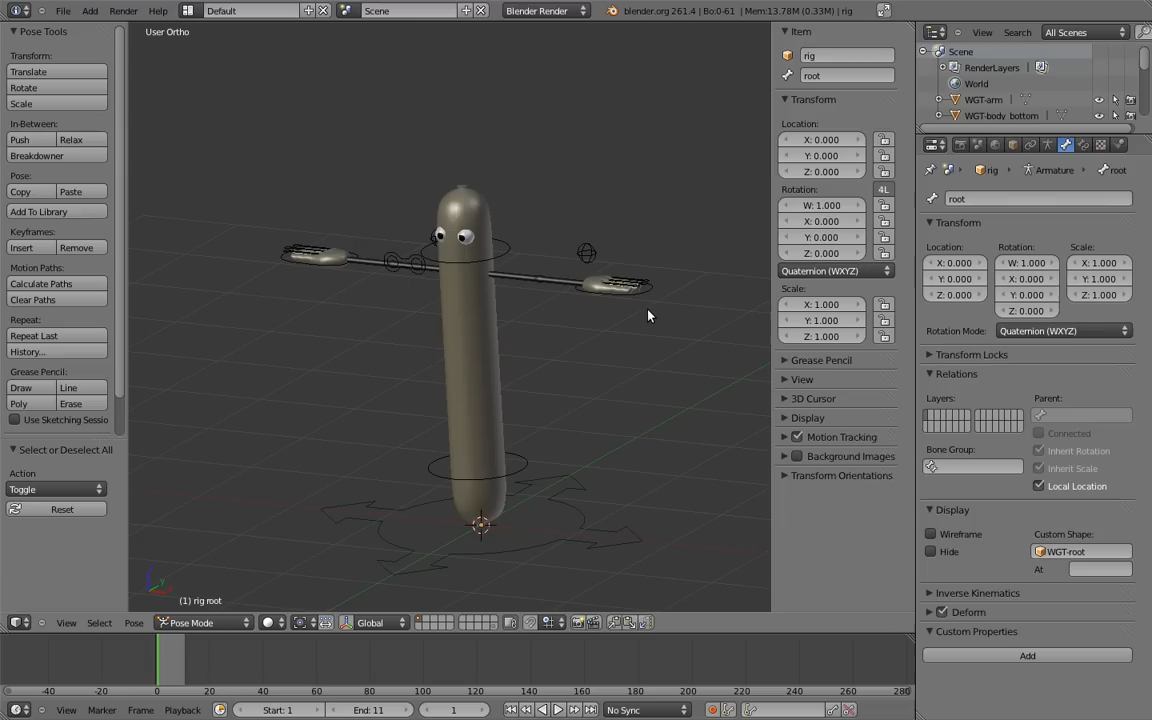 File Add Render Help Default Scene Blender Render blender.org 261.4 | Bo:0-61 | Mem:13.78M (0.33M) | rig
Pose Tools
Transform:
Translate
Rotate
Scale
In-Between:
Push Relax
Breakdowner
Pose:
Copy Paste
Add To Library
Keyframes:
Insert Remove
Motion Paths:
Calculate Paths
Clear Paths
Repeat:
Repeat Last
History...
Grease Pencil:
Draw Line
Poly Erase
Use Sketching Sessio
Select or Deselect All
Action
Toggle
Reset
User Ortho
(1) rig root
Item
rig
root
Transform
Location:
X: 0.000
Y: 0.000
Z: 0.000
Rotation:
4L
W: 1.000
X: 0.000
Y: 0.000
Z: 0.000
Quaternion (WXYZ)
Scale:
X: 1.000
Y: 1.000
Z: 1.000
Grease Pencil
View
3D Cursor
Display
Motion Tracking
Background Images
Transform Orientations
View Search All Scenes
Scene
RenderLayers |
World
WGT-arm |
WGT-body_bottom |
rig Armature root
root
Transform
Location: Rotation: Scale:
X: 0.000 W: 1.000 X: 1.000
Y: 0.000 X: 0.000 Y: 1.000
Z: 0.000 Y: 0.000 Z: 1.000
Z: 0.000
Rotation Mode: Quaternion (WXYZ)
Transform Locks
Relations
Layers: Parent:
Connected
Bone Group: Inherit Rotation
Inherit Scale
Local Location
Display
Wireframe Custom Shape:
Hide WGT-root
At
Inverse Kinematics
Deform
Custom Properties
Add
View Select Pose Pose Mode Global
-40 -20 0 20 40 60 80 100 120 140 160 180 200 220 240 260 280
View Marker Frame Playback Start: 1 End: 11 1 No Sync